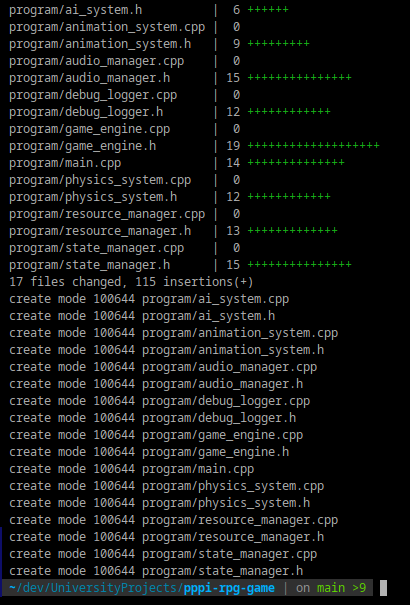 program/ai_system.h | 6 ++++++
program/animation_system.cpp | 0
program/animation_system.h | 9 +++++++++
program/audio_manager.cpp | 0
program/audio_manager.h | 15 +++++++++++++++
program/debug_logger.cpp | 0
program/debug_logger.h | 12 ++++++++++++
program/game_engine.cpp | 0
program/game_engine.h | 19 +++++++++++++++++++
program/main.cpp | 14 ++++++++++++++
program/physics_system.cpp | 0
program/physics_system.h | 12 ++++++++++++
program/resource_manager.cpp | 0
program/resource_manager.h | 13 +++++++++++++
program/state_manager.cpp | 0
program/state_manager.h | 15 +++++++++++++++
17 files changed, 115 insertions(+)
create mode 100644 program/ai_system.cpp
create mode 100644 program/ai_system.h
create mode 100644 program/animation_system.cpp
create mode 100644 program/animation_system.h
create mode 100644 program/audio_manager.cpp
create mode 100644 program/audio_manager.h
create mode 100644 program/debug_logger.cpp
create mode 100644 program/debug_logger.h
create mode 100644 program/game_engine.cpp
create mode 100644 program/game_engine.h
create mode 100644 program/main.cpp
create mode 100644 program/physics_system.cpp
create mode 100644 program/physics_system.h
create mode 100644 program/resource_manager.cpp
create mode 100644 program/resource_manager.h
create mode 100644 program/state_manager.cpp
create mode 100644 program/state_manager.h
~/dev/UniversityProjects/pppi-rpg-game | on main >9